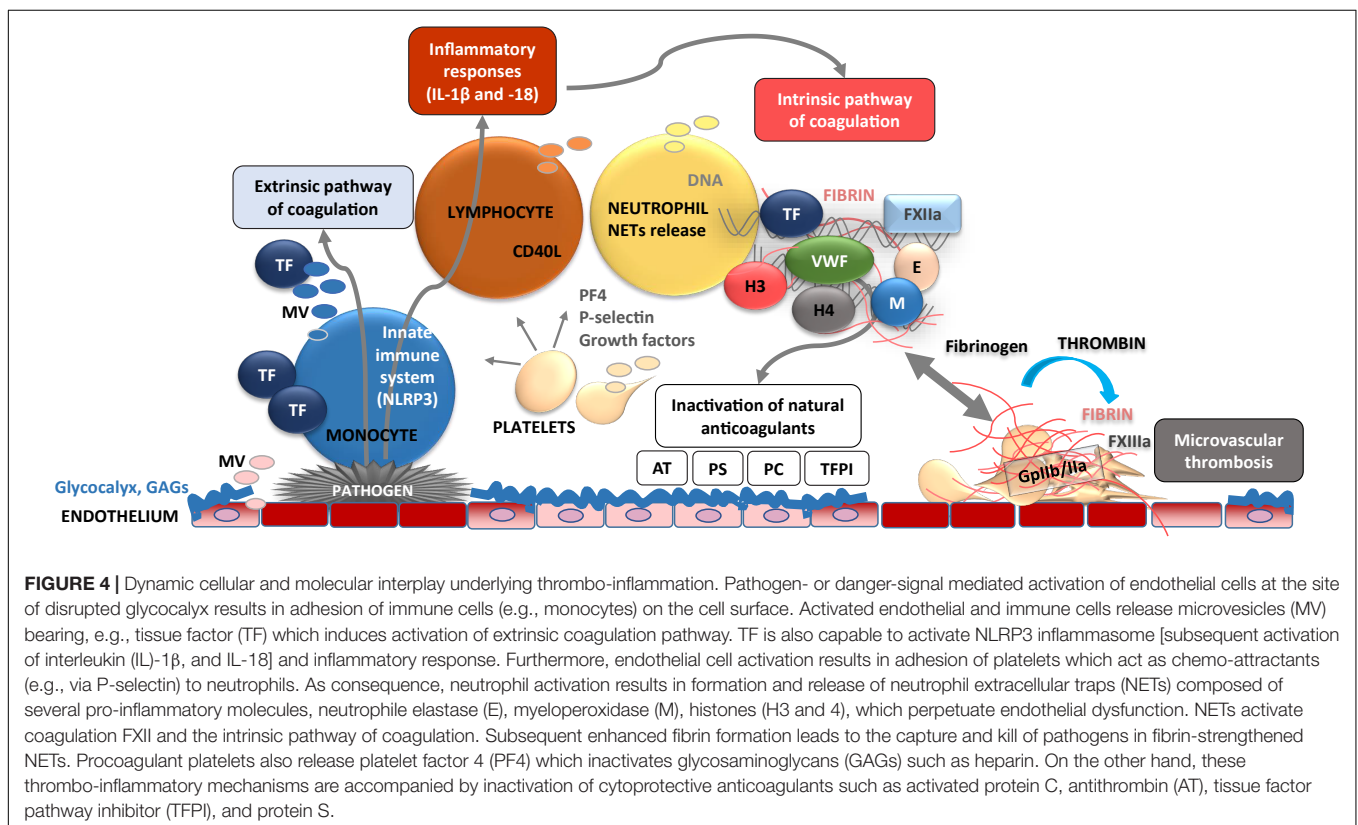 Inflammatory
responses
(IL-1β and -18)
Intrinsic pathway
of coagulation
Extrinsic pathway
of coagulation
LYMPHOCYTE
CD40L
DNA
NEUTROPHIL
NETs release
TF
FIBRIN
FXIIa
VWF
E
H3
H4
M
TF
MV
Innate
immune
system
(NLRP3)
TF
TF
MONOCYTE
PF4
P-selectin
Growth factors
PLATELETS
Inactivation of natural
anticoagulants
AT
PS
PC
TFPI
Fibrinogen
THROMBIN
FIBRIN
FXIIIa
GpIIb/IIa
Microvascular
thrombosis
MV
PATHOGEN
Glycocalyx, GAGs
ENDOTHELIUM
FIGURE 4 | Dynamic cellular and molecular interplay underlying thrombo-inflammation. Pathogen- or danger-signal mediated activation of endothelial cells at the site
of disrupted glycocalyx results in adhesion of immune cells (e.g., monocytes) on the cell surface. Activated endothelial and immune cells release microvesicles (MV)
bearing, e.g., tissue factor (TF) which induces activation of extrinsic coagulation pathway. TF is also capable to activate NLRP3 inflammasome [subsequent activation
of interleukin (IL)-1β, and IL-18] and inflammatory response. Furthermore, endothelial cell activation results in adhesion of platelets which act as chemo-attractants
(e.g., via P-selectin) to neutrophils. As consequence, neutrophil activation results in formation and release of neutrophil extracellular traps (NETs) composed of
several pro-inflammatory molecules, neutrophile elastase (E), myeloperoxidase (M), histones (H3 and 4), which perpetuate endothelial dysfunction. NETs activate
coagulation FXII and the intrinsic pathway of coagulation. Subsequent enhanced fibrin formation leads to the capture and kill of pathogens in fibrin-strengthened
NETs. Procoagulant platelets also release platelet factor 4 (PF4) which inactivates glycosaminoglycans (GAGs) such as heparin. On the other hand, these
thrombo-inflammatory mechanisms are accompanied by inactivation of cytoprotective anticoagulants such as activated protein C, antithrombin (AT), tissue factor
pathway inhibitor (TFPI), and protein S.